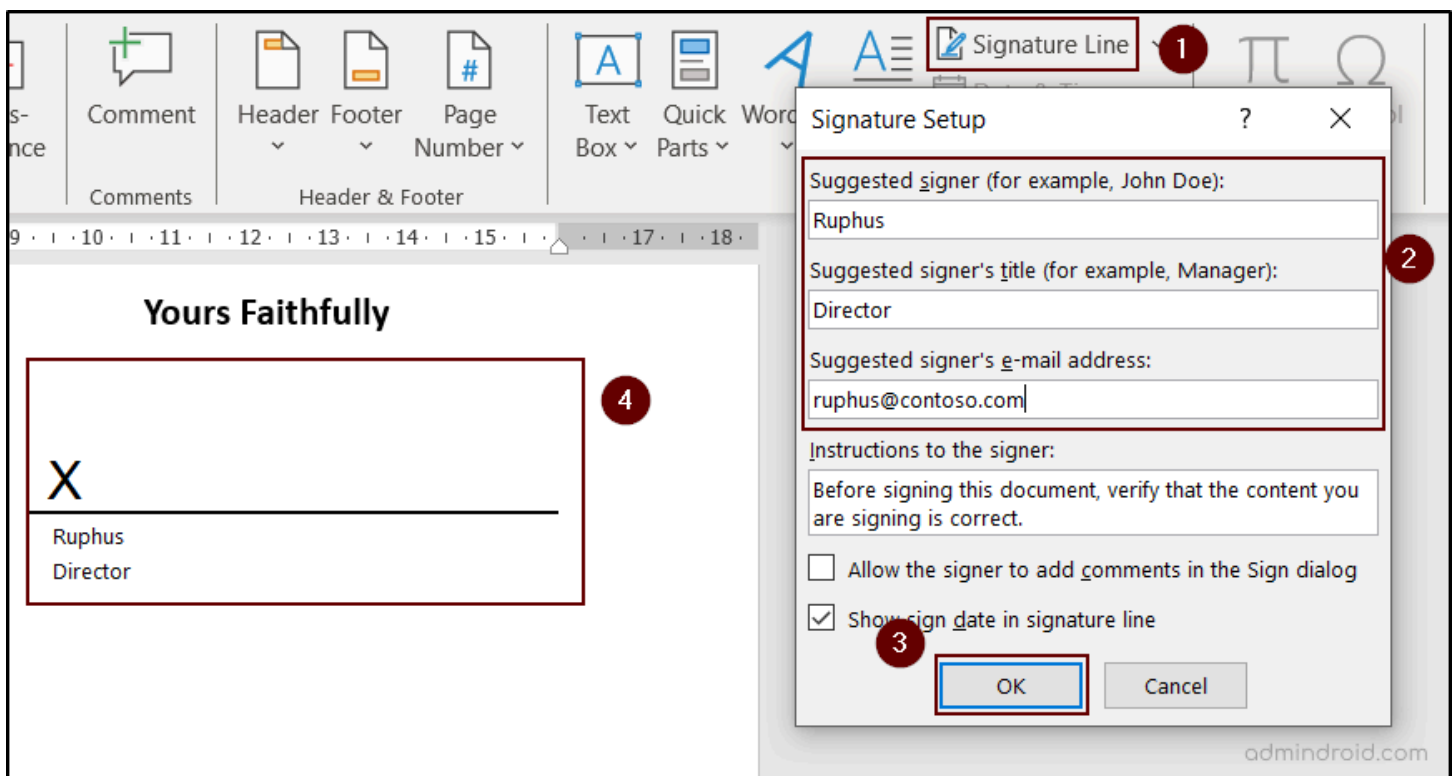 Signature Line
1
s-
nce
Comment
Header
Footer
Page
Number
#
A
Text
Box
Quick
Parts
Word
A
A
π
Ω
Comments
Header & Footer
9 · 10 · 11 · 12 · 13 · 14 · 15 · 17 · 18 ·
Signature Setup
?
Suggested signer (for example, John Doe):
Ruphus
Suggested signer's title (for example, Manager):
Director
2
Suggested signer's e-mail address:
ruphus@contoso.com
Instructions to the signer:
Before signing this document, verify that the content you
are signing is correct.
Allow the signer to add comments in the Sign dialog
Show sign date in signature line
3
OK
Cancel
Yours Faithfully
4
X
Ruphus
Director
admindroid.com